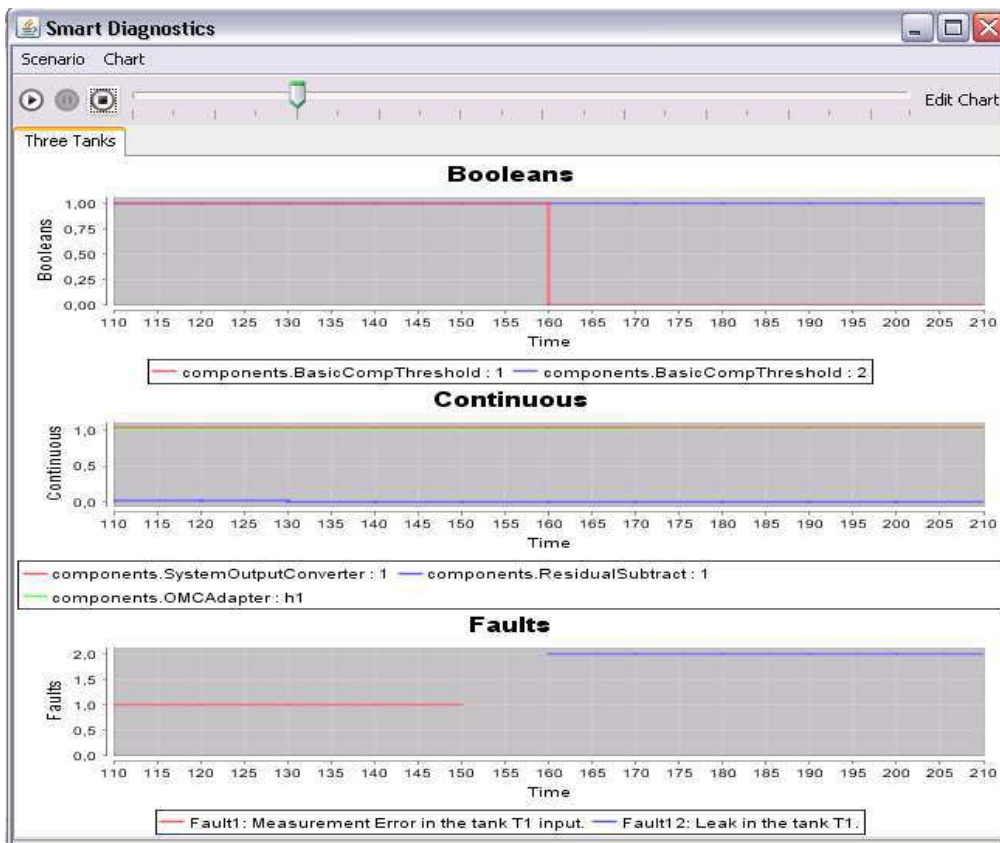 Smart Diagnostics
Scenario Chart
Edit Chart
Three Tanks
Booleans
Booleans
1,00
0,75
0,50
0,25
0,00
110 115 120 125 130 135 140 145 150 155 160 165 170 175 180 185 190 195 200 205 210
Time
components.BasicCompThreshold : 1 components.BasicCompThreshold : 2
Continuous
Continuous
1,0
0,5
0,0
110 115 120 125 130 135 140 145 150 155 160 165 170 175 180 185 190 195 200 205 210
Time
components.SystemOutputConverter : 1 components.ResidualSubtract : 1
components.OMCAdapter : h1
Faults
Faults
2,0
1,5
1,0
0,5
0,0
110 115 120 125 130 135 140 145 150 155 160 165 170 175 180 185 190 195 200 205 210
Time
Fault1: Measurement Error in the tank T1 input. Fault12: Leak in the tank T1.